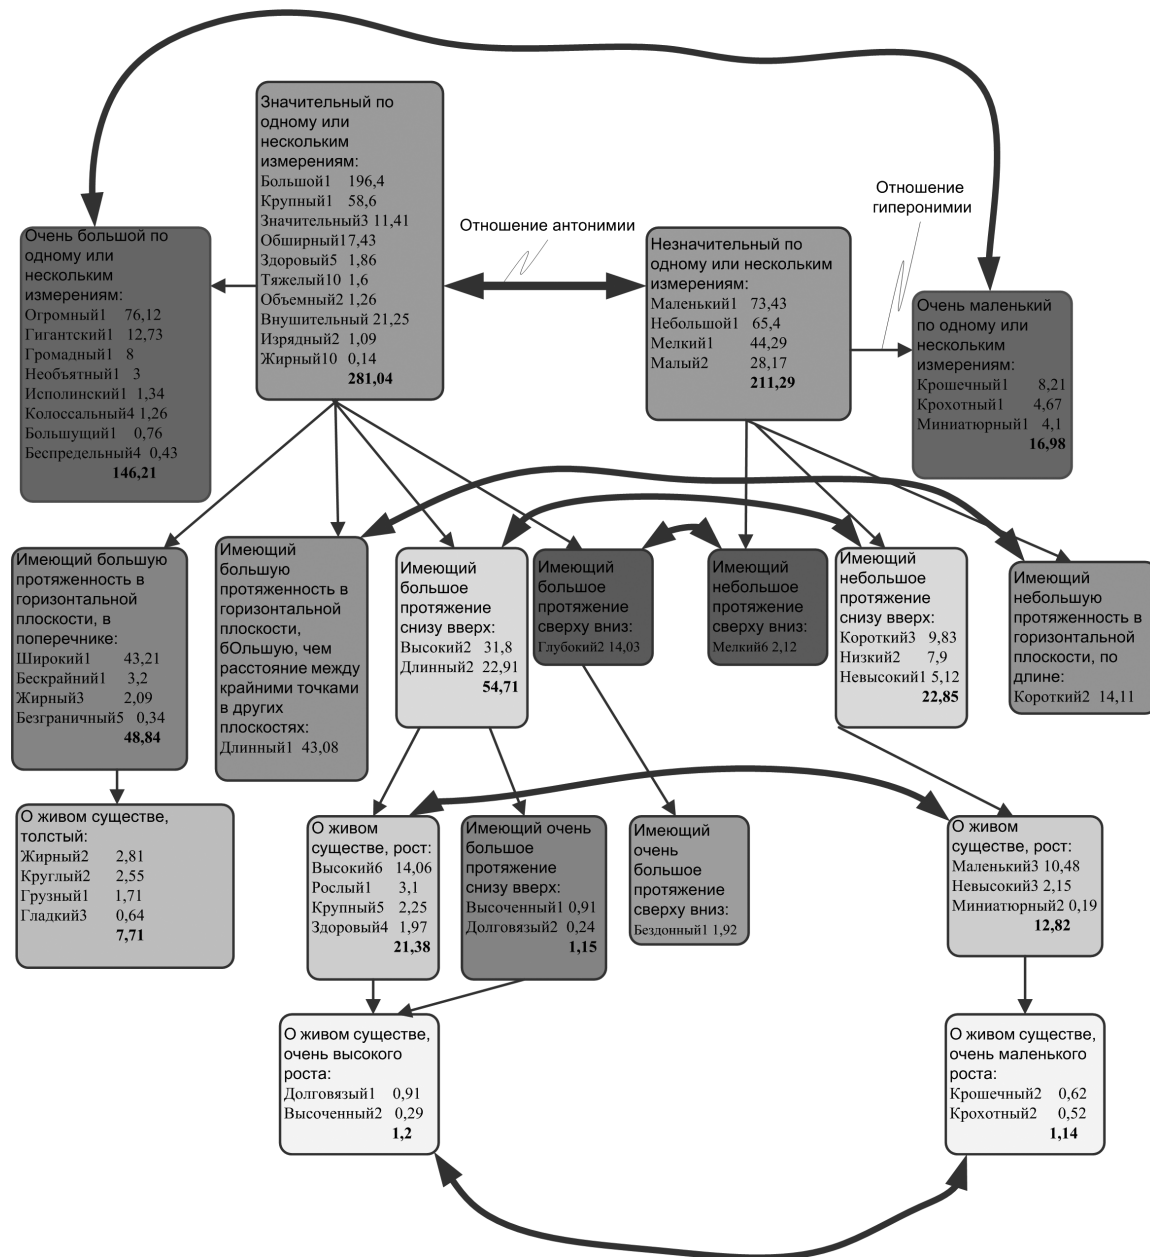 Значительный по
одному или
нескольким
измерениям:
Большой1 196,4
Крупный1 58,6
Значительный3 11,41
Обширный17,43
Здоровый5 1,86
Тяжелый10 1,6
Объемный2 1,26
Внушительный 21,25
Изрядный2 1,09
Жирный10 0,14
281,04
Отношение антонимии
Отношение
гиперонимии
Очень большой по
одному или
нескольким
измерениям:
Огромный1 76,12
Гигантский1 12,73
Громадный1 8
Необъятный1 3
Исполинский1 1,34
Колоссальный4 1,26
Большущий1 0,76
Беспредельный4 0,43
146,21
Незначительный по
одному или нескольким
измерениям:
Маленький1 73,43
Небольшой1 65,4
Мелкий1 44,29
Малый2 28,17
211,29
Очень маленький
по одному или
нескольким
измерениям:
Крошечный1 8,21
Крохотный1 4,67
Миниатюрный1 4,1
16,98
Имеющий большую
протяженность в
горизонтальной
плоскости, в
поперечнике:
Широкий1 43,21
Бескрайний1 3,2
Жирный3 2,09
Безграничный5 0,34
48,84
Имеющий
большую
протяженность в
горизонтальной
плоскости,
бОльшую, чем
расстояние между
крайними точками
в других
плоскостях:
Длинный1 43,08
Имеющий
большое
протяжение
снизу вверх:
Высокий2 31,8
Длинный2 22,91
54,71
Имеющий
большое
протяжение
сверху вниз:
Глубокий2 14,03
Имеющий
небольшое
протяжение
сверху вниз:
Мелкий6 2,12
Имеющий
небольшое
протяжение
снизу вверх:
Короткий3 9,83
Низкий2 7,9
Невысокий1 5,12
22,85
Имеющий
небольшую
протяженность в
горизонтальной
плоскости, по
длине:
Короткий2 14,11
О живом существе,
толстый:
Жирный2 2,81
Круглый2 2,55
Грузный1 1,71
Гладкий3 0,64
7,71
О живом
существе, рост:
Высокий6 14,06
Рослый1 3,1
Крупный5 2,25
Здоровый4 1,97
21,38
Имеющий очень
большое
протяжение
снизу вверх:
Высоченный1 0,91
Долговязый2 0,24
1,15
Имеющий
очень
большое
протяжение
сверху вниз:
Бездонный1 1,92
О живом
существе, рост:
Маленький3 10,48
Невысокий3 2,15
Миниатюрный2 0,19
12,82
О живом существе,
очень высокого
роста:
Долговязый1 0,91
Высоченный2 0,29
1,2
О живом существе,
очень маленького
роста:
Крошечный2 0,62
Крохотный2 0,52
1,14